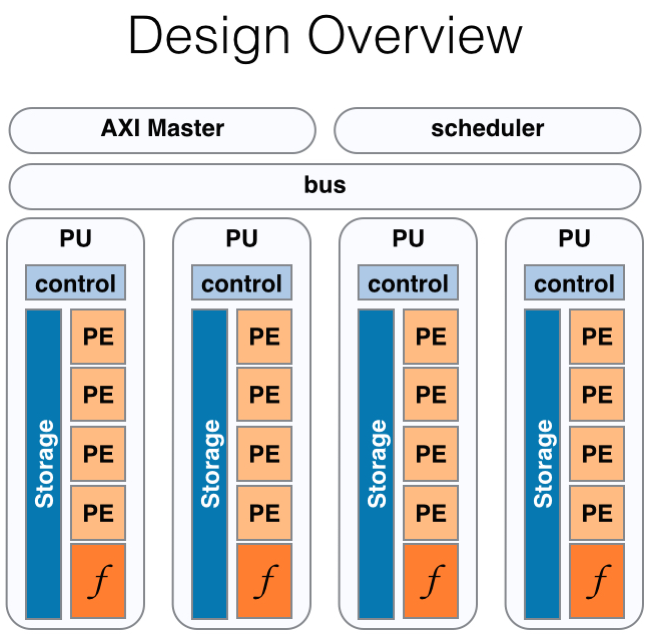 Design Overview
AXI Master
scheduler
bus
PU
control
Storage
PE
PE
PE
PE
f
PU
control
Storage
PE
PE
PE
PE
f
PU
control
Storage
PE
PE
PE
PE
f
PU
control
Storage
PE
PE
PE
PE
f